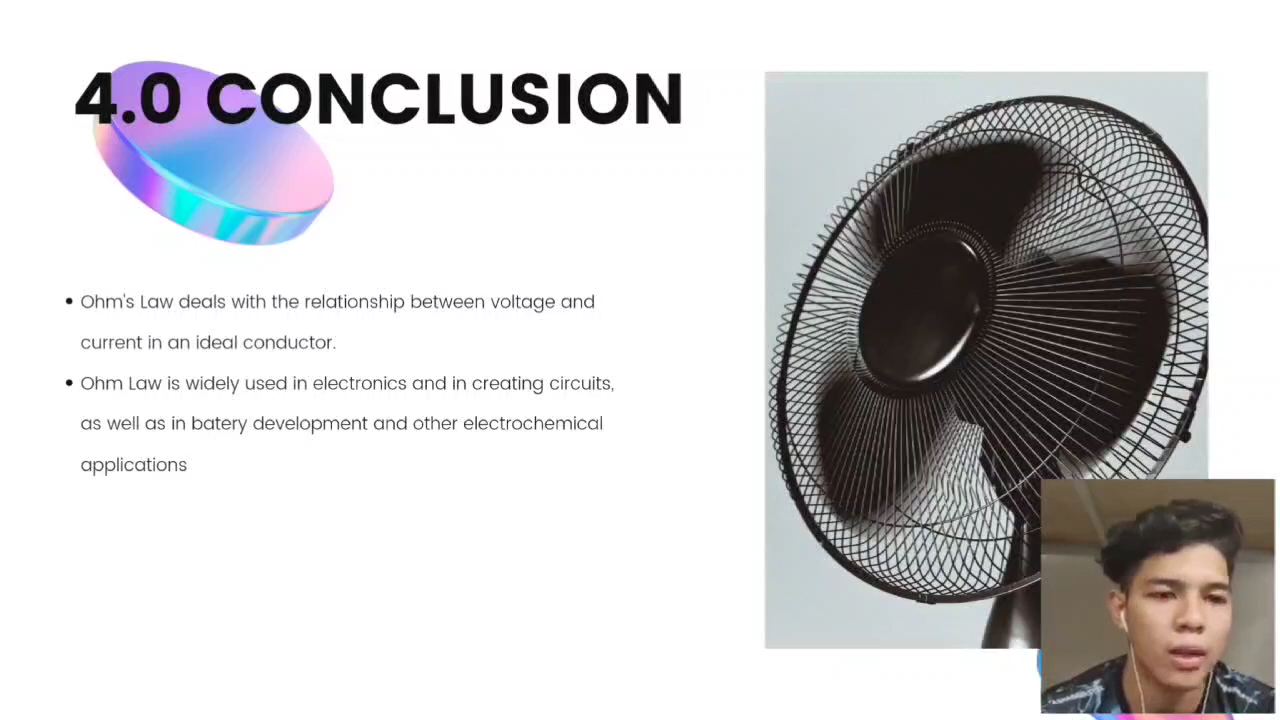 4.0 CONCLUSION
• Ohm's Law deals with the relationship between voltage and
current in an ideal conductor.
• Ohm Law is widely used in electronics and in creating circuits,
as well as in batery development and other electrochemical
applications